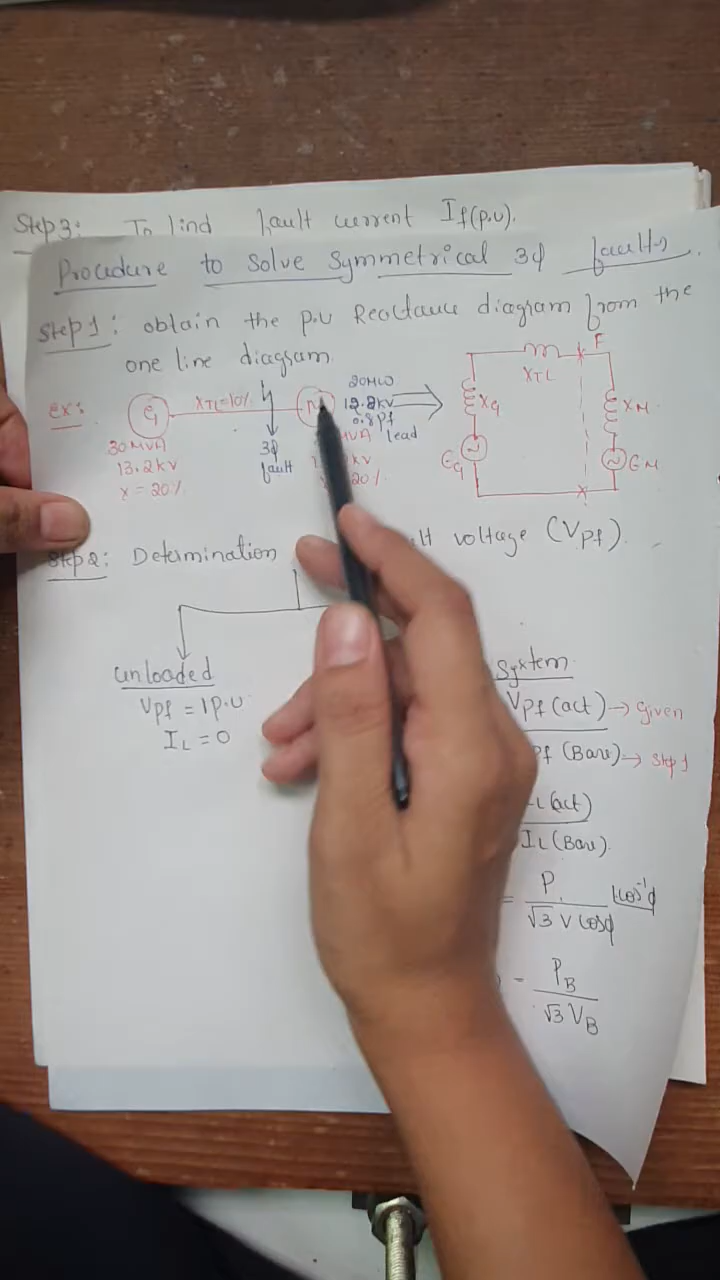 Step 3: To find fault current If(p.u).
Procedure to solve symmetrical 3ϕ faults.
Step 1: obtain the p.u Reactance diagram from the
one line diagram.
Ex:
G
XTL=10%
30MVA
13.2kv
X = 20%
3ϕ
fault
M
20MW
12.8kv
0.8pf
lead
MVA
kv
20%
XG
EG
XTL
F
XM
EM
Step 2: Determination
voltage (Vpf).
unloaded
Vpf = 1p.u
IL = 0
System
Vpf (act) → Given
(Base) → Step 1
(act)
IL (Base).
= P / √3 V cosϕ
cos⁻¹ϕ
= PB / √3 VB